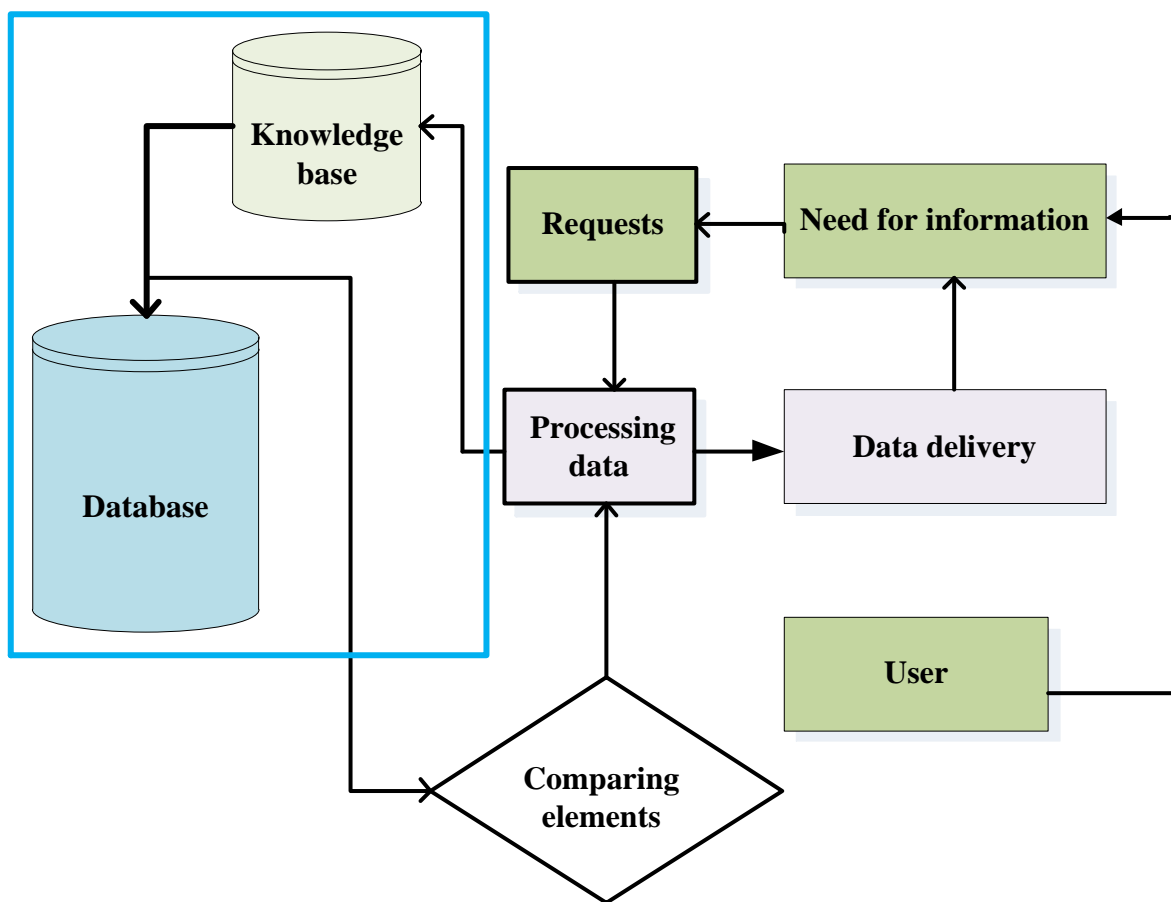 Knowledge
base
Requests
Need for information
Processing
data
Data delivery
Database
User
Comparing
elements